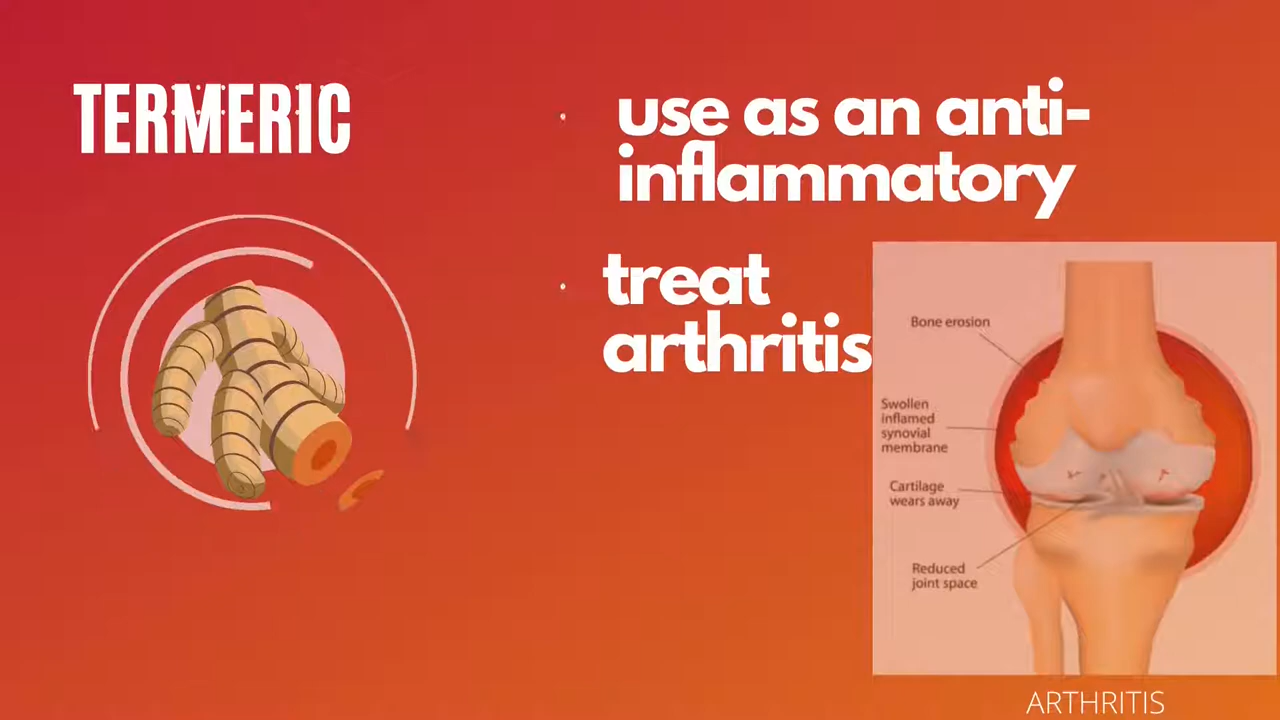 TERMERIC
use as an anti-
inflammatory
treat
arthritis
Bone erosion
Swollen
inflamed
synovial
membrane
Cartilage
wears away
Reduced
joint space
ARTHRITIS